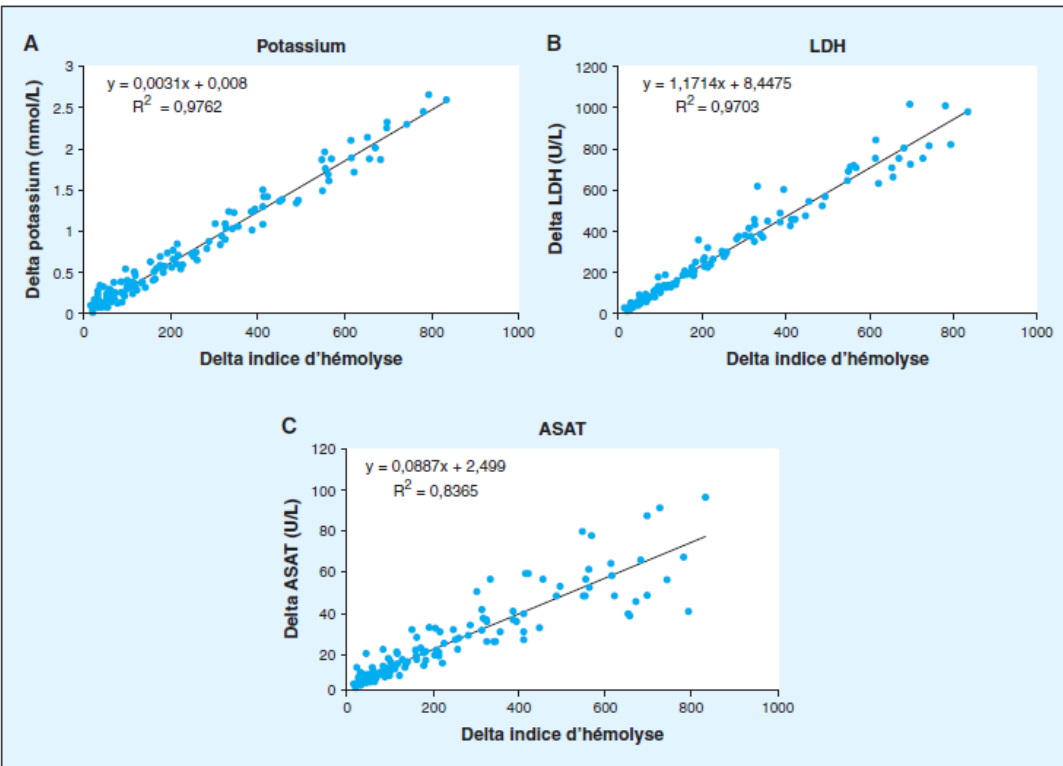 A
Potassium
y = 0,0031x + 0,008
R2 = 0,9762
Delta potassium (mmol/L)
3
2.5
2
1.5
1
0.5
0
0 200 400 600 800 1000
Delta indice d'hémolyse
B
LDH
y = 1,1714x + 8,4475
R2 = 0,9703
Delta LDH (U/L)
1200
1000
800
600
400
200
0
0 200 400 600 800 1000
Delta indice d'hémolyse
C
ASAT
y = 0,0887x + 2,499
R2 = 0,8365
Delta ASAT (U/L)
120
100
80
60
40
20
0
0 200 400 600 800 1000
Delta indice d'hémolyse